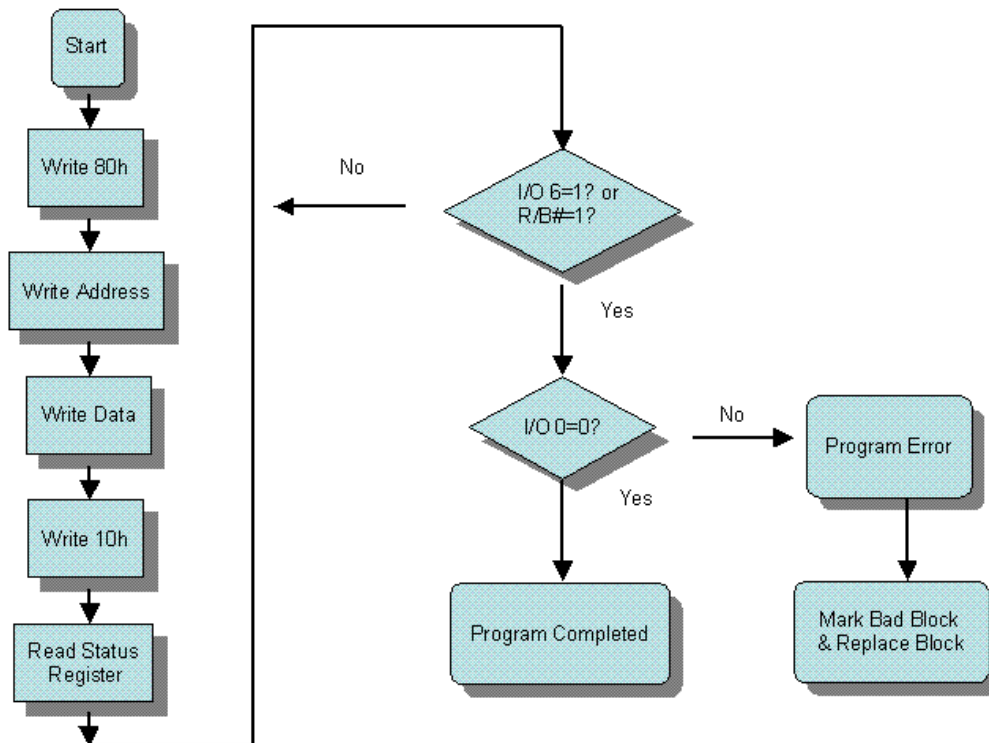 Start
Write 80h
Write Address
Write Data
Write 10h
Read Status
Register
No
I/O 6=1? or
R/B#=1?
Yes
I/O 0=0?
No
Program Error
Yes
Program Completed
Mark Bad Block
& Replace Block